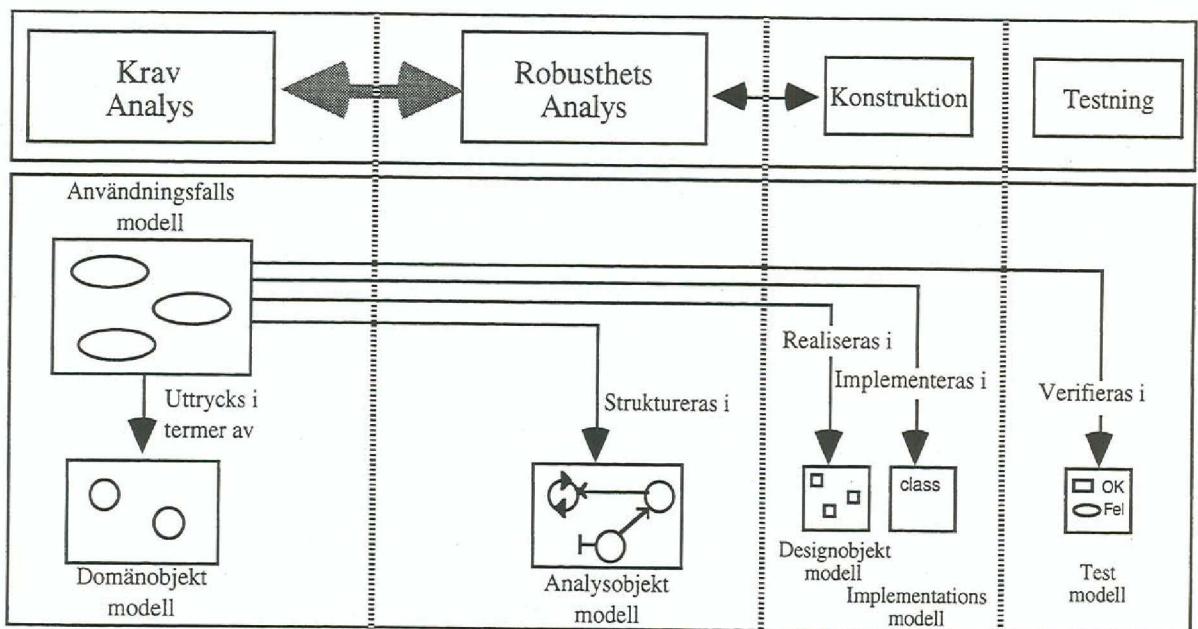 Krav
Analys
Robusthets
Analys
Konstruktion
Testning
Användningsfalls
modell
Uttrycks i
termer av
Struktureras i
Realiseras i
Implementeras i
Verifieras i
class
OK
Fel
Domänobjekt
modell
Analysobjekt
modell
Designobjekt
modell
Implementations
modell
Test
modell